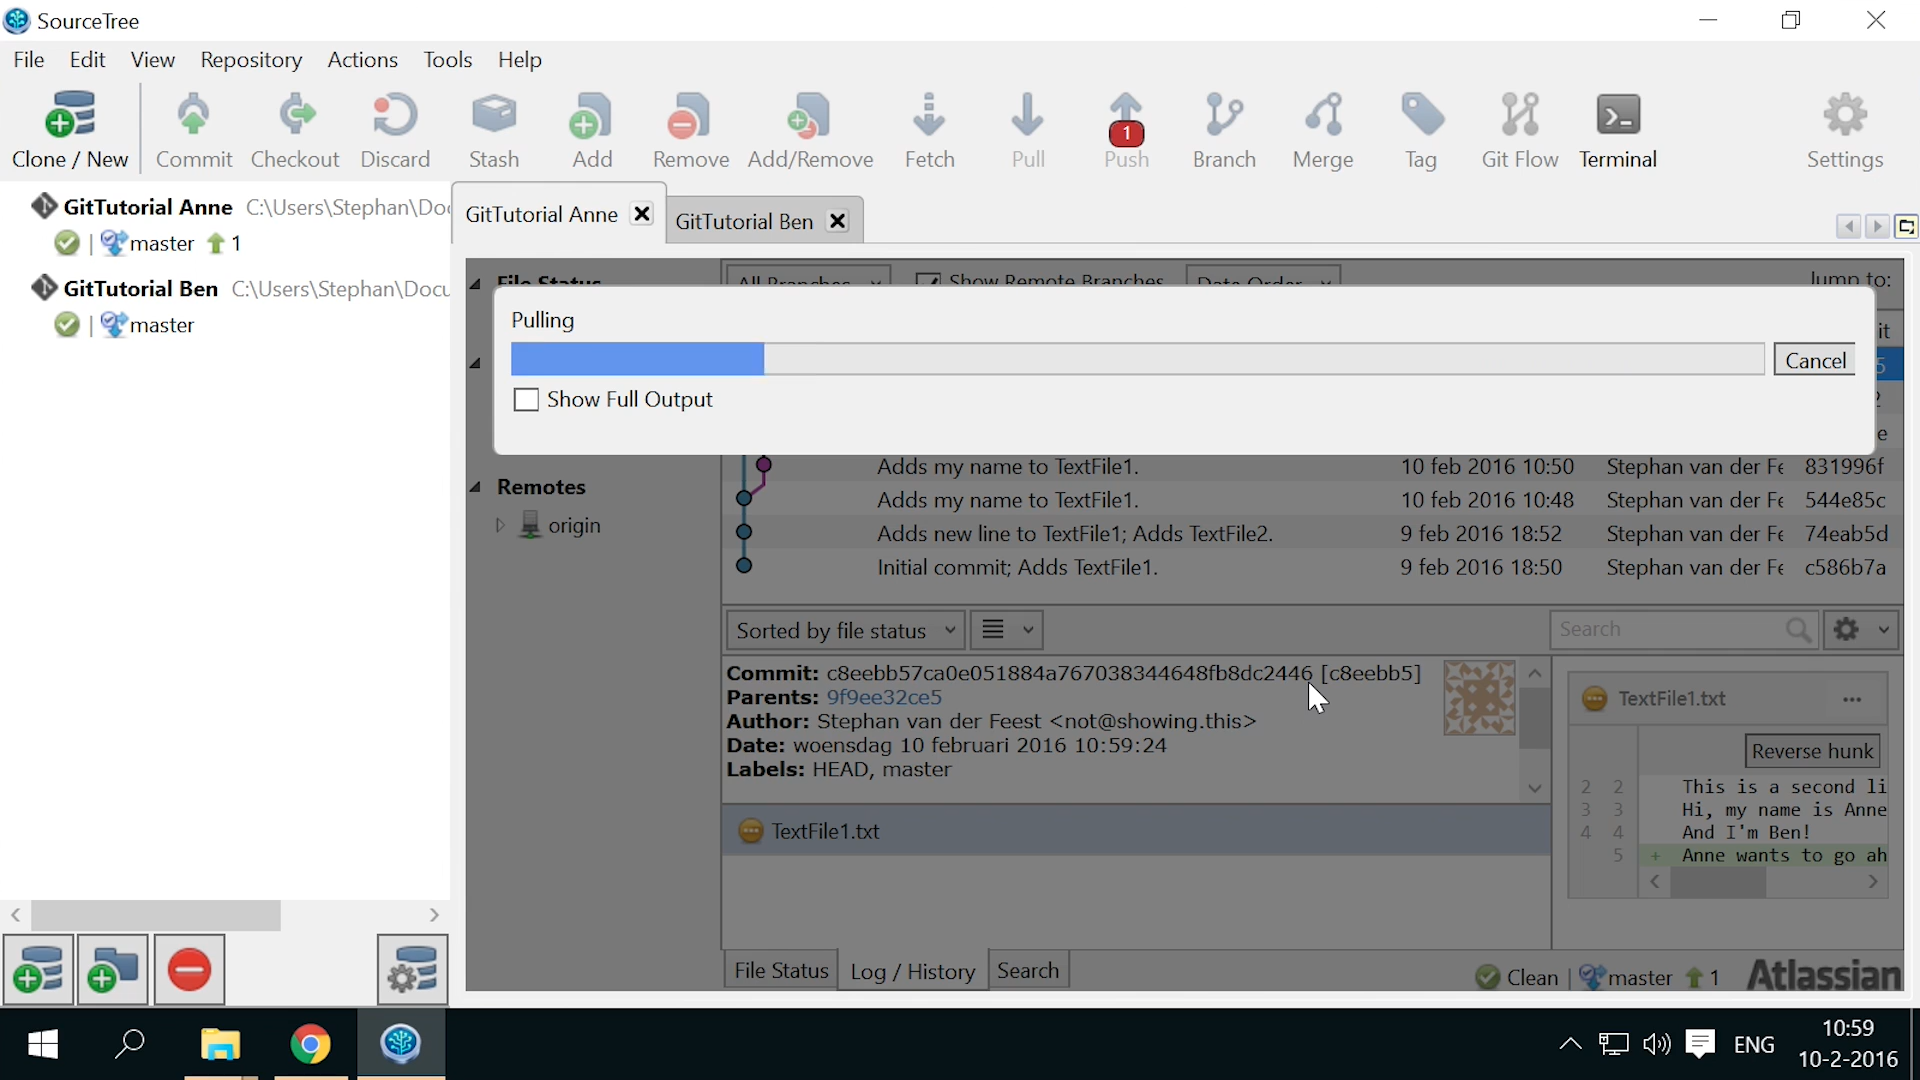 SourceTree
File Edit View Repository Actions Tools Help
Clone / New Commit Checkout Discard Stash Add Remove Add/Remove Fetch Pull 1 Push Branch Merge Tag Git Flow Terminal Settings
GitTutorial Anne C:\Users\Stephan\Doc
master 1
GitTutorial Ben C:\Users\Stephan\Docu
master
GitTutorial Anne
GitTutorial Ben
File Status
All Branches Show Remote Branches Date Order Jump to:
it
Pulling
Cancel
5
Show Full Output
2
e
Adds my name to TextFile1. 10 feb 2016 10:50 Stephan van der Fe 831996f
Remotes
Adds my name to TextFile1. 10 feb 2016 10:48 Stephan van der Fe 544e85c
origin
Adds new line to TextFile1; Adds TextFile2. 9 feb 2016 18:52 Stephan van der Fe 74eab5d
Initial commit; Adds TextFile1. 9 feb 2016 18:50 Stephan van der Fe c586b7a
Sorted by file status Search
Commit: c8eebb57ca0e051884a767038344648fb8dc2446 [c8eebb5]
Parents: 9f9ee32ce5
Author: Stephan van der Feest <not@showing.this>
Date: woensdag 10 februari 2016 10:59:24
Labels: HEAD, master
TextFile1.txt
TextFile1.txt ...
Reverse hunk
2 2 This is a second li
3 3 Hi, my name is Anne
4 4 And I'm Ben!
5 + Anne wants to go ah
File Status Log / History Search
Clean master 1 Atlassian
ENG
10:59
10-2-2016